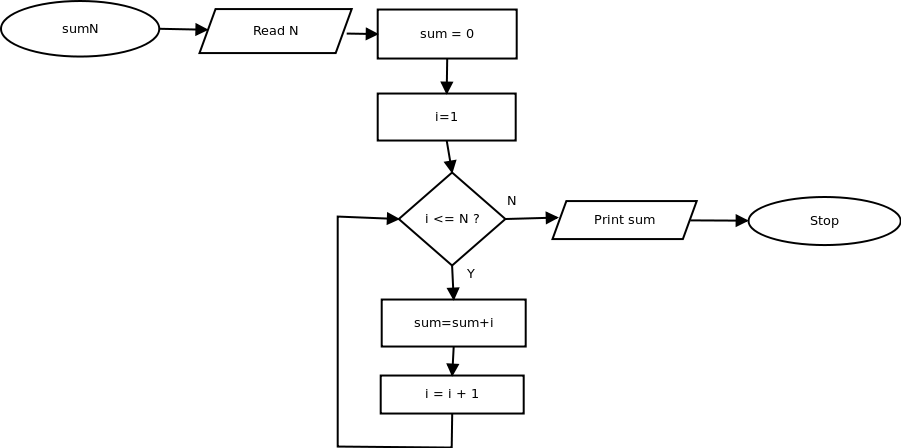 sumN
Read N
sum = 0
i=1
i <= N ?
N
Print sum
Stop
Y
sum=sum+i
i = i + 1